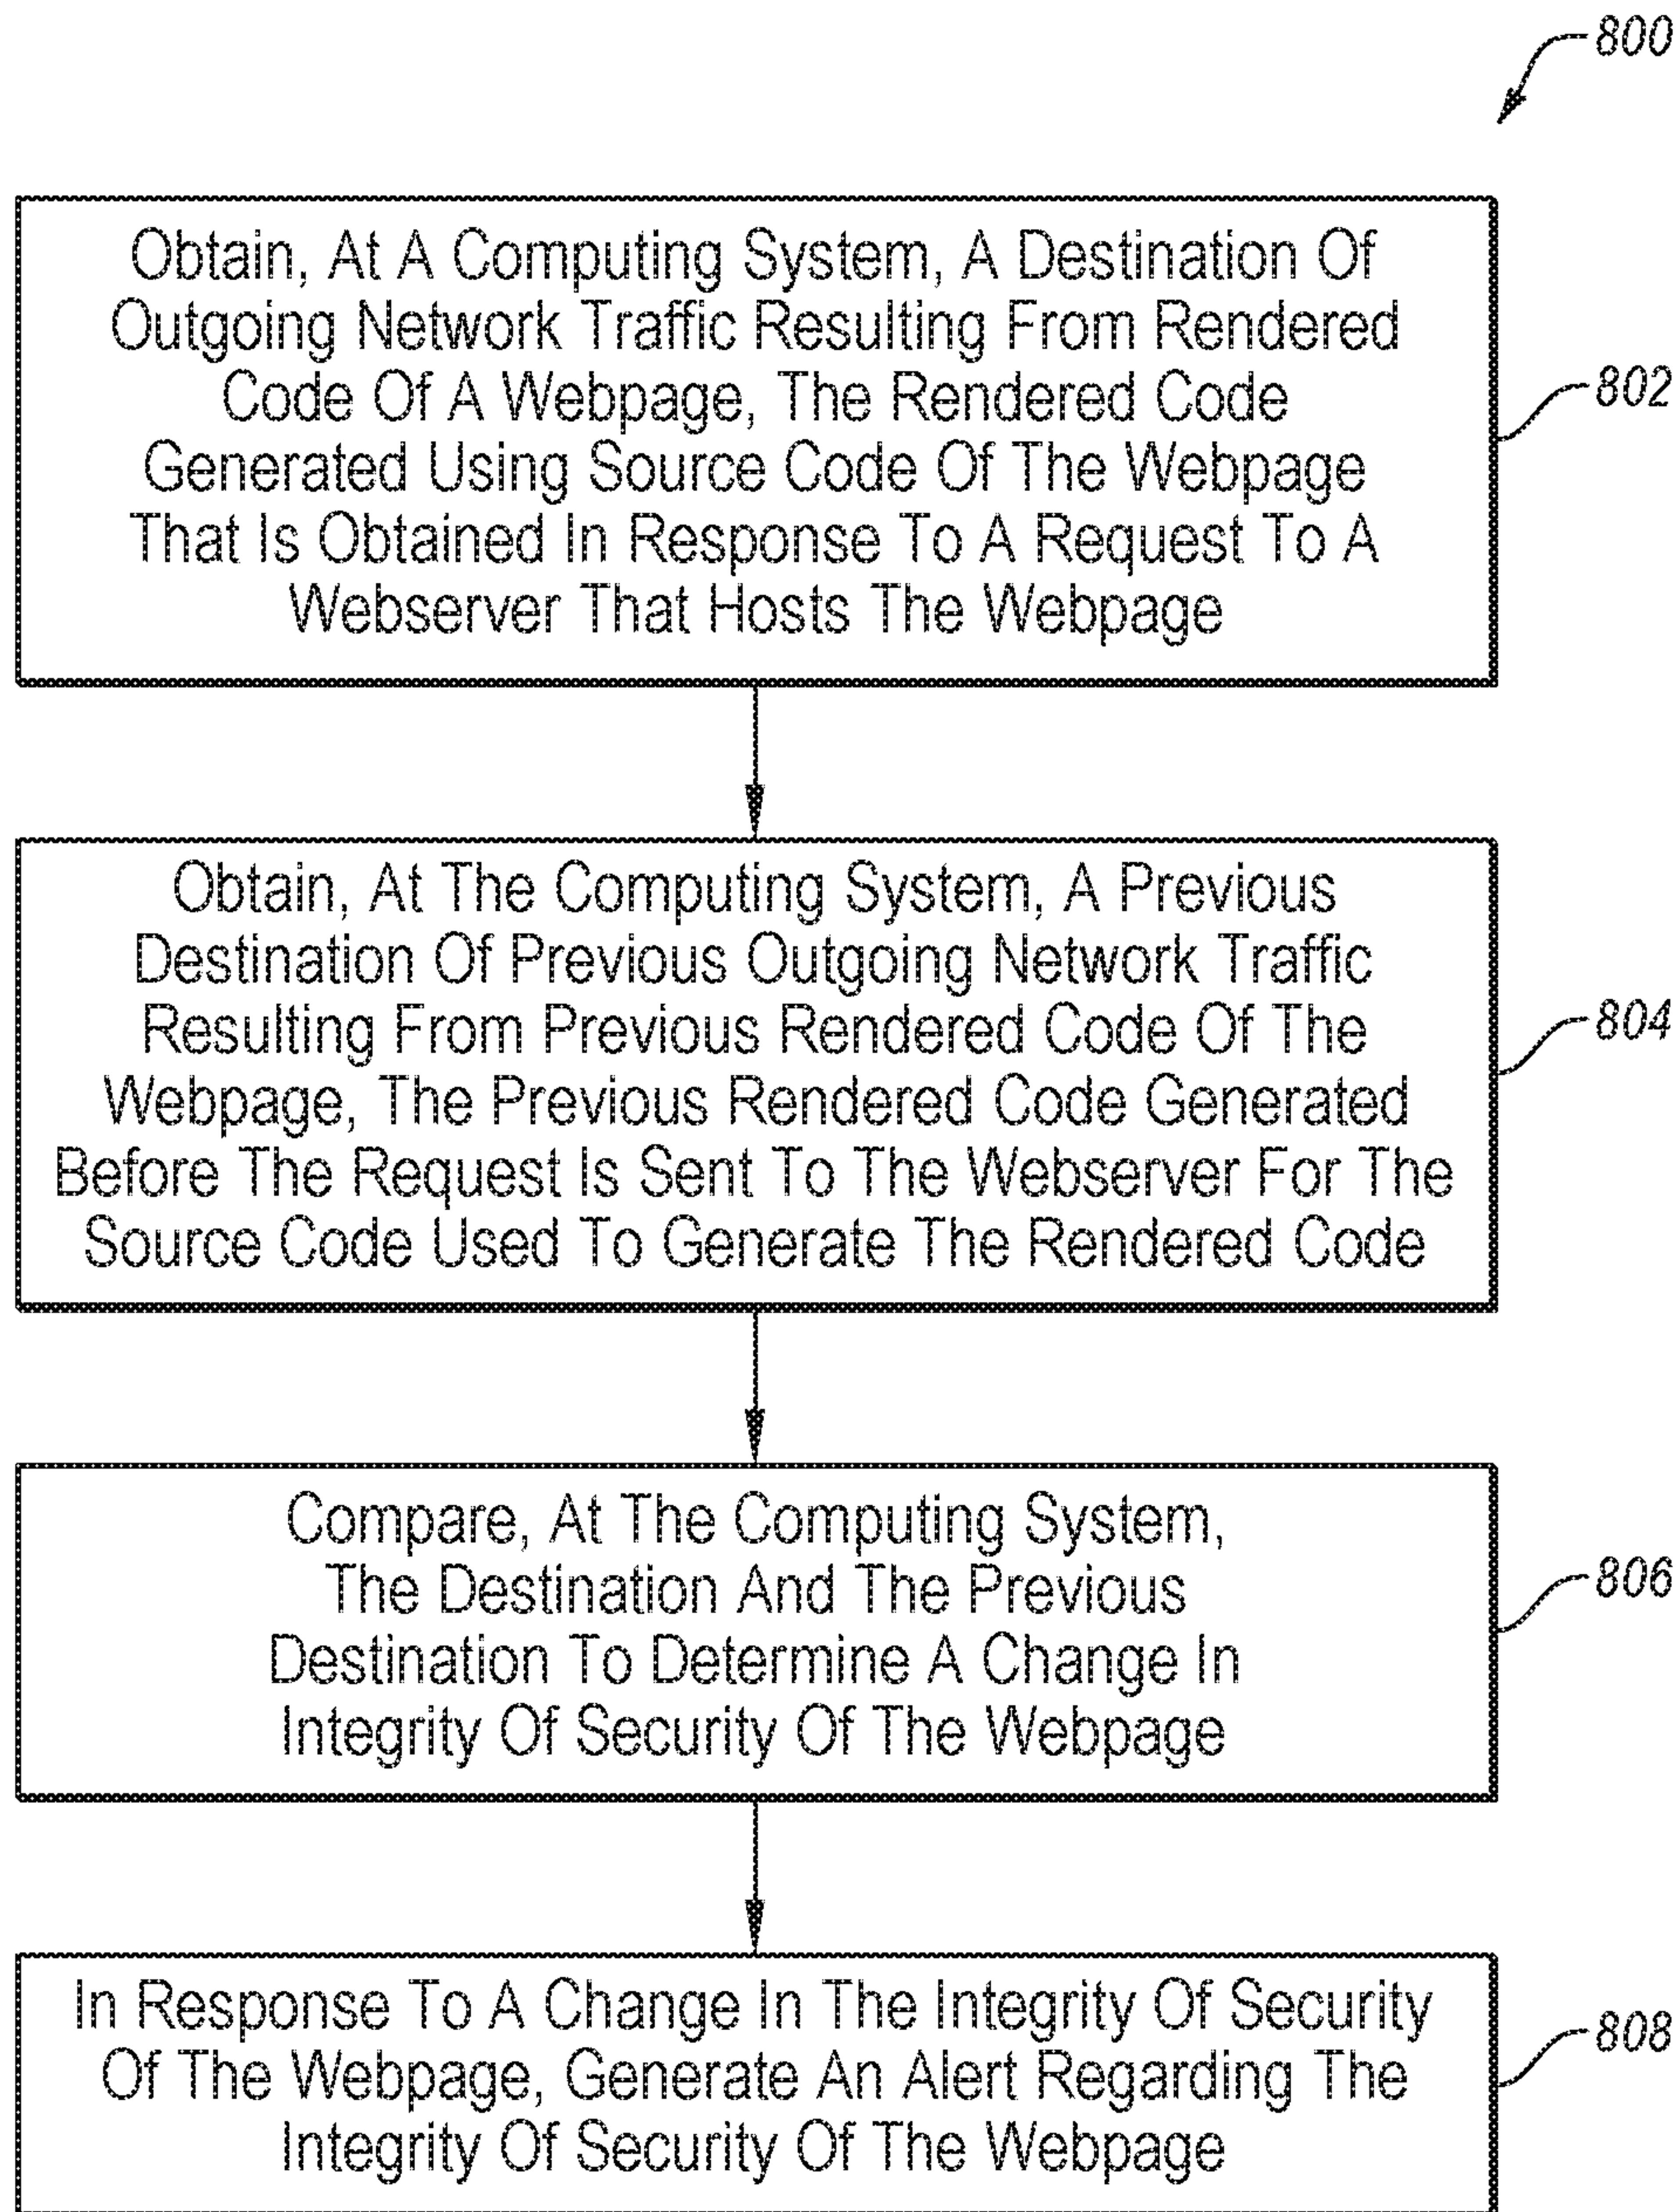 800
Obtain, At A Computing System, A Destination Of
Outgoing Network Traffic Resulting From Rendered
Code Of A Webpage, The Rendered Code
Generated Using Source Code Of The Webpage
That Is Obtained In Response To A Request To A
Webserver That Hosts The Webpage
802
Obtain, At The Computing System, A Previous
Destination Of Previous Outgoing Network Traffic
Resulting From Previous Rendered Code Of The
Webpage, The Previous Rendered Code Generated
Before The Request Is Sent To The Webserver For The
Source Code Used To Generate The Rendered Code
804
Compare, At The Computing System,
The Destination And The Previous
Destination To Determine A Change In
Integrity Of Security Of The Webpage
806
In Response To A Change In The Integrity Of Security
Of The Webpage, Generate An Alert Regarding The
Integrity Of Security Of The Webpage
808